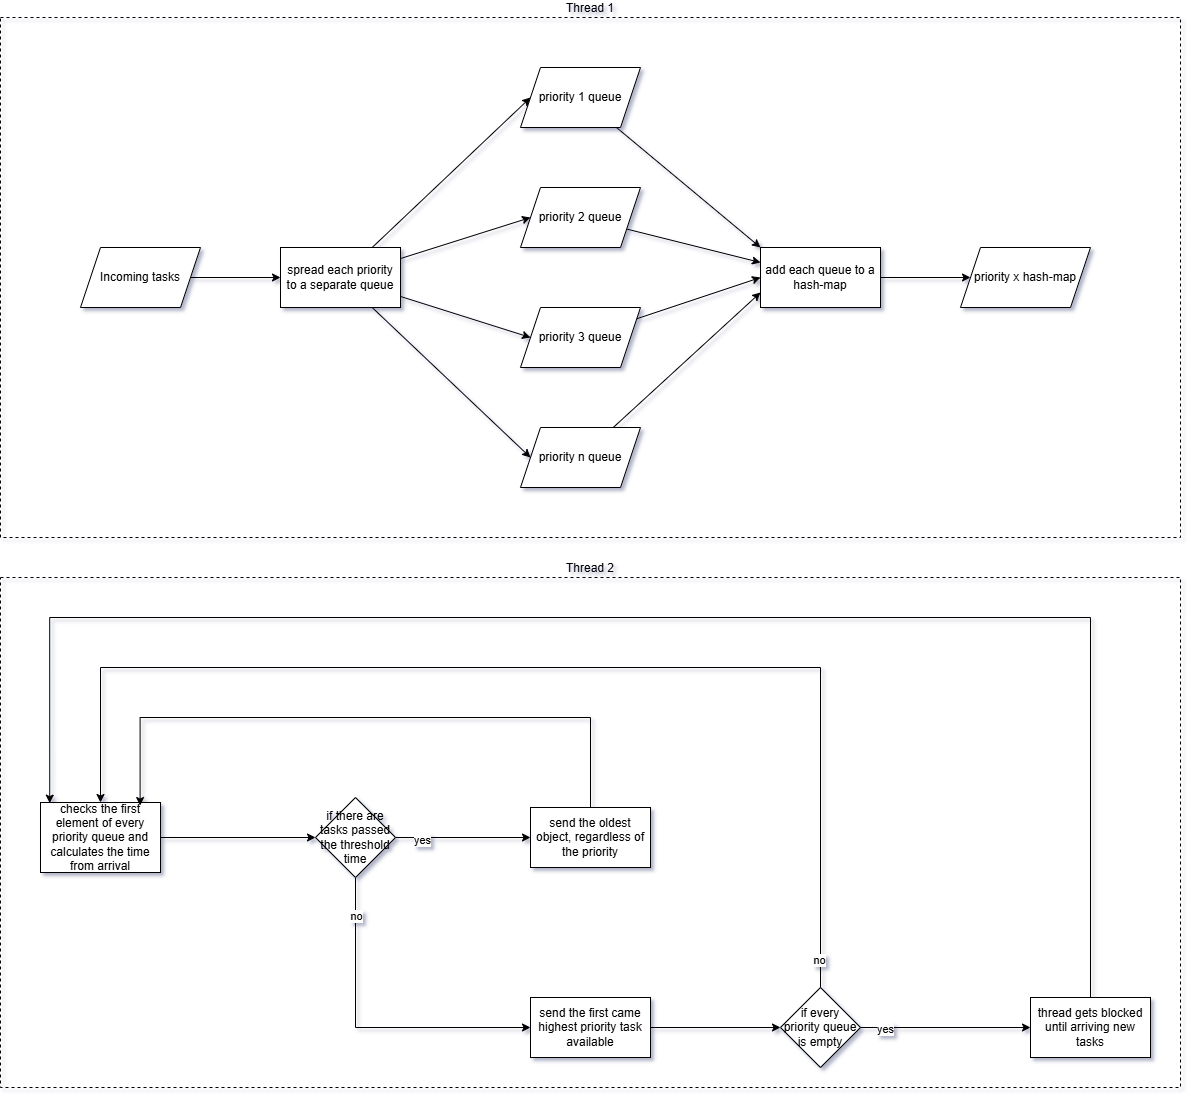 Thread 1
priority 1 queue
priority 2 queue
Incoming tasks
spread each priority
to a separate queue
add each queue to a
hash-map
priority x hash-map
priority 3 queue
priority n queue
Thread 2
checks the first
element of every
priority queue and
calculates the time
from arrival
if there are
tasks passed
the threshold
time
yes
send the oldest
object, regardless of
the priority
no
no
send the first came
highest priority task
available
if every
priority queue
is empty
yes
thread gets blocked
until arriving new
tasks